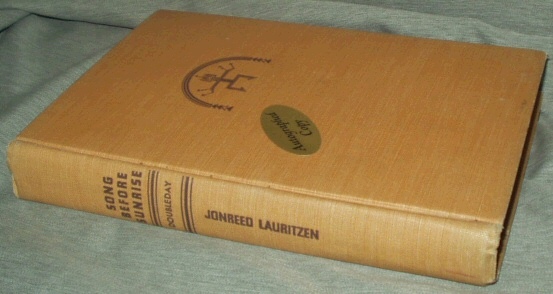 Autographed
Copy
SONG
BEFORE
SUNRISE
DOUBLEDAY
JONREED LAURITZEN